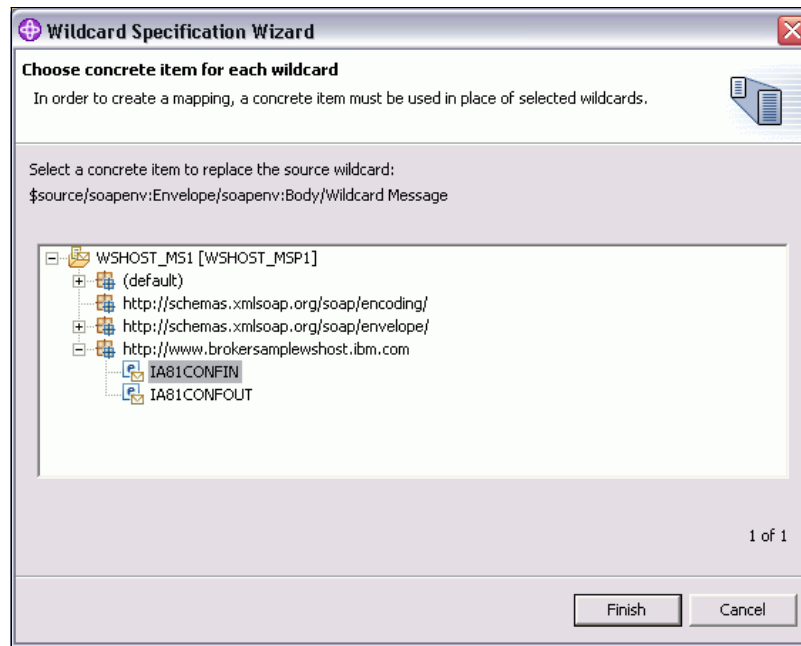 Wildcard Specification Wizard
Choose concrete item for each wildcard
In order to create a mapping, a concrete item must be used in place of selected wildcards.
Select a concrete item to replace the source wildcard:
$source/soapenv:Envelope/soapenv:Body/Wildcard Message
WSHOST_MS1 [WSHOST_MSP1]
(default)
http://schemas.xmlsoap.org/soap/encoding/
http://schemas.xmlsoap.org/soap/envelope/
http://www.brokersamplewshost.ibm.com
IA81CONFIN
IA81CONFOUT
1 of 1
Finish Cancel